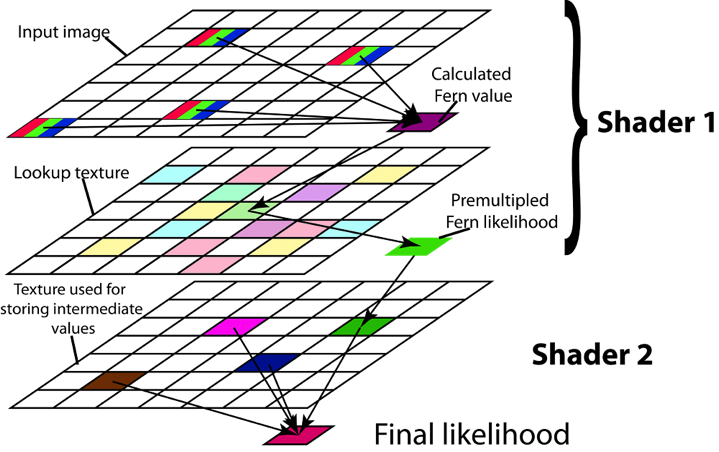 Input image
Calculated
Fern value
Shader 1
Lookup texture
Premultipled
Fern likelihood
Texture used for
storing intermediate
values
Shader 2
Final likelihood